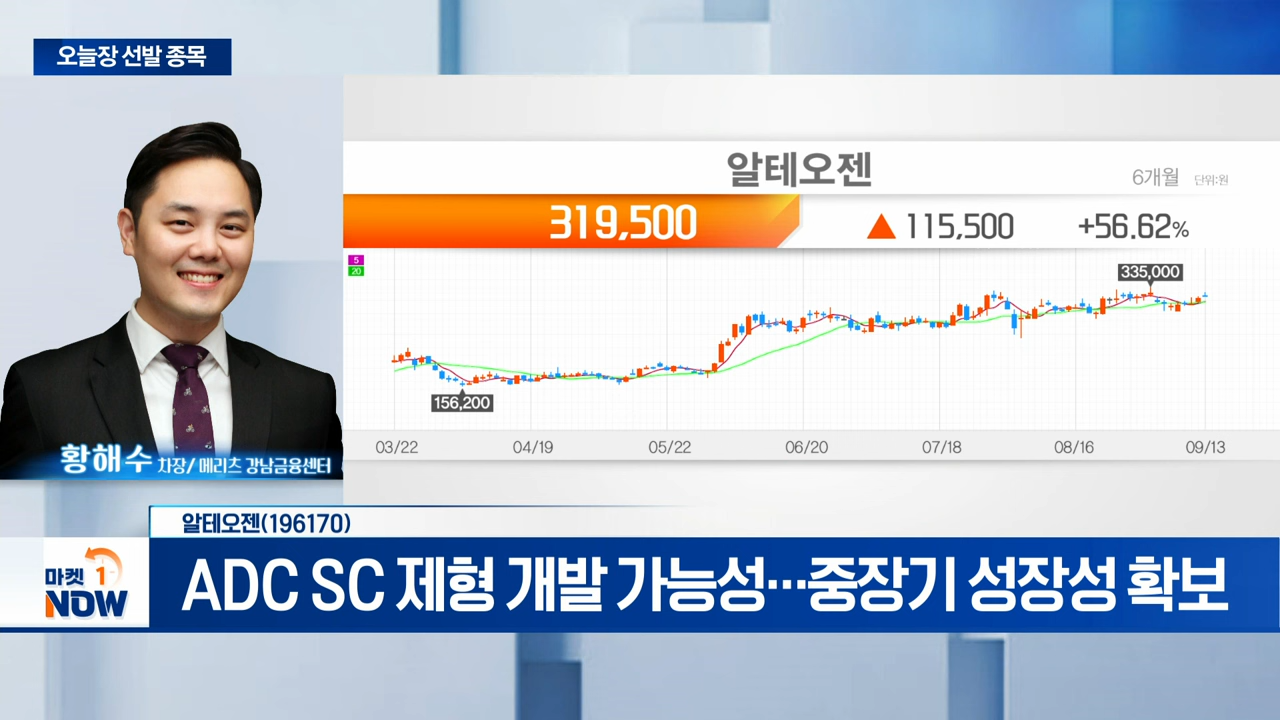 오늘장 선발 종목
알테오젠
6개월 단위:원
319,500 ▲ 115,500 +56.62%
5
20
335,000
156,200
03/22 04/19 05/22 06/20 07/18 08/16 09/13
황해수 차장/ 메리츠 강남금융센터
알테오젠(196170)
마켓 1
NOW
ADC SC 제형 개발 가능성…중장기 성장성 확보